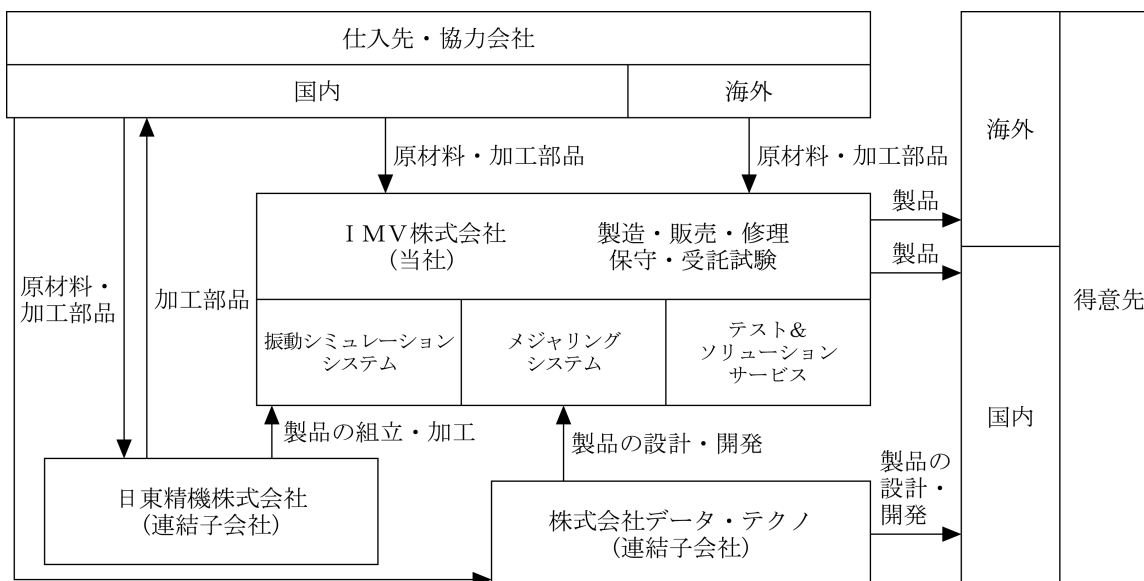 仕入先・協力会社
国内
海外
原材料・加工部品
原材料・加工部品
IMV株式会社
(当社)
製造・販売・修理
保守・受託試験
製品
製品
海外
国内
得意先
原材料・
加工部品
加工部品
振動シミュレーション
システム
メジャリング
システム
テスト&
ソリューション
サービス
製品の組立・加工
製品の設計・開発
製品の
設計・
開発
日東精機株式会社
(連結子会社)
株式会社データ・テクノ
(連結子会社)